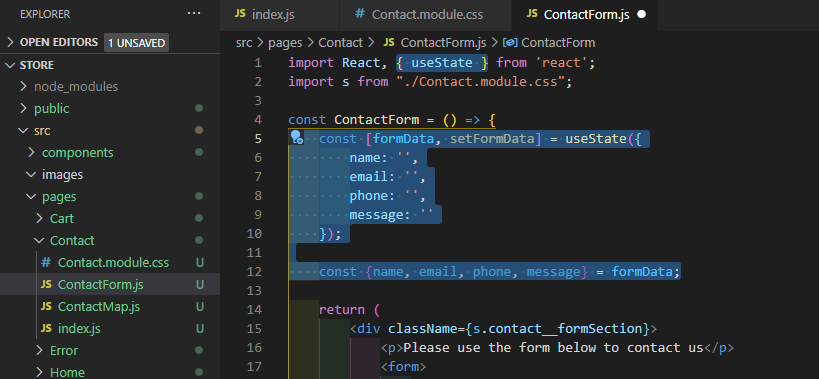 EXPLORER
...
OPEN EDITORS 1 UNSAVED
STORE
node_modules
public
src
components
images
pages
Cart
Contact
# Contact.module.css U
JS ContactForm.js U
JS ContactMap.js U
JS index.js U
Error
Home
JS index.js
# Contact.module.css
JS ContactForm.js
src > pages > Contact > JS ContactForm.js > ContactForm
1 import React, { useState } from 'react';
2 import s from "./Contact.module.css";
3
4 const ContactForm = () => {
5 const [formData, setFormData] = useState({
6 name: '',
7 email: '',
8 phone: '',
9 message: ''
10 });
11
12 const {name, email, phone, message} = formData;
13
14 return (
15 <div className={s.contact__formSection}>
16 <p>Please use the form below to contact us</p>
17 <form>